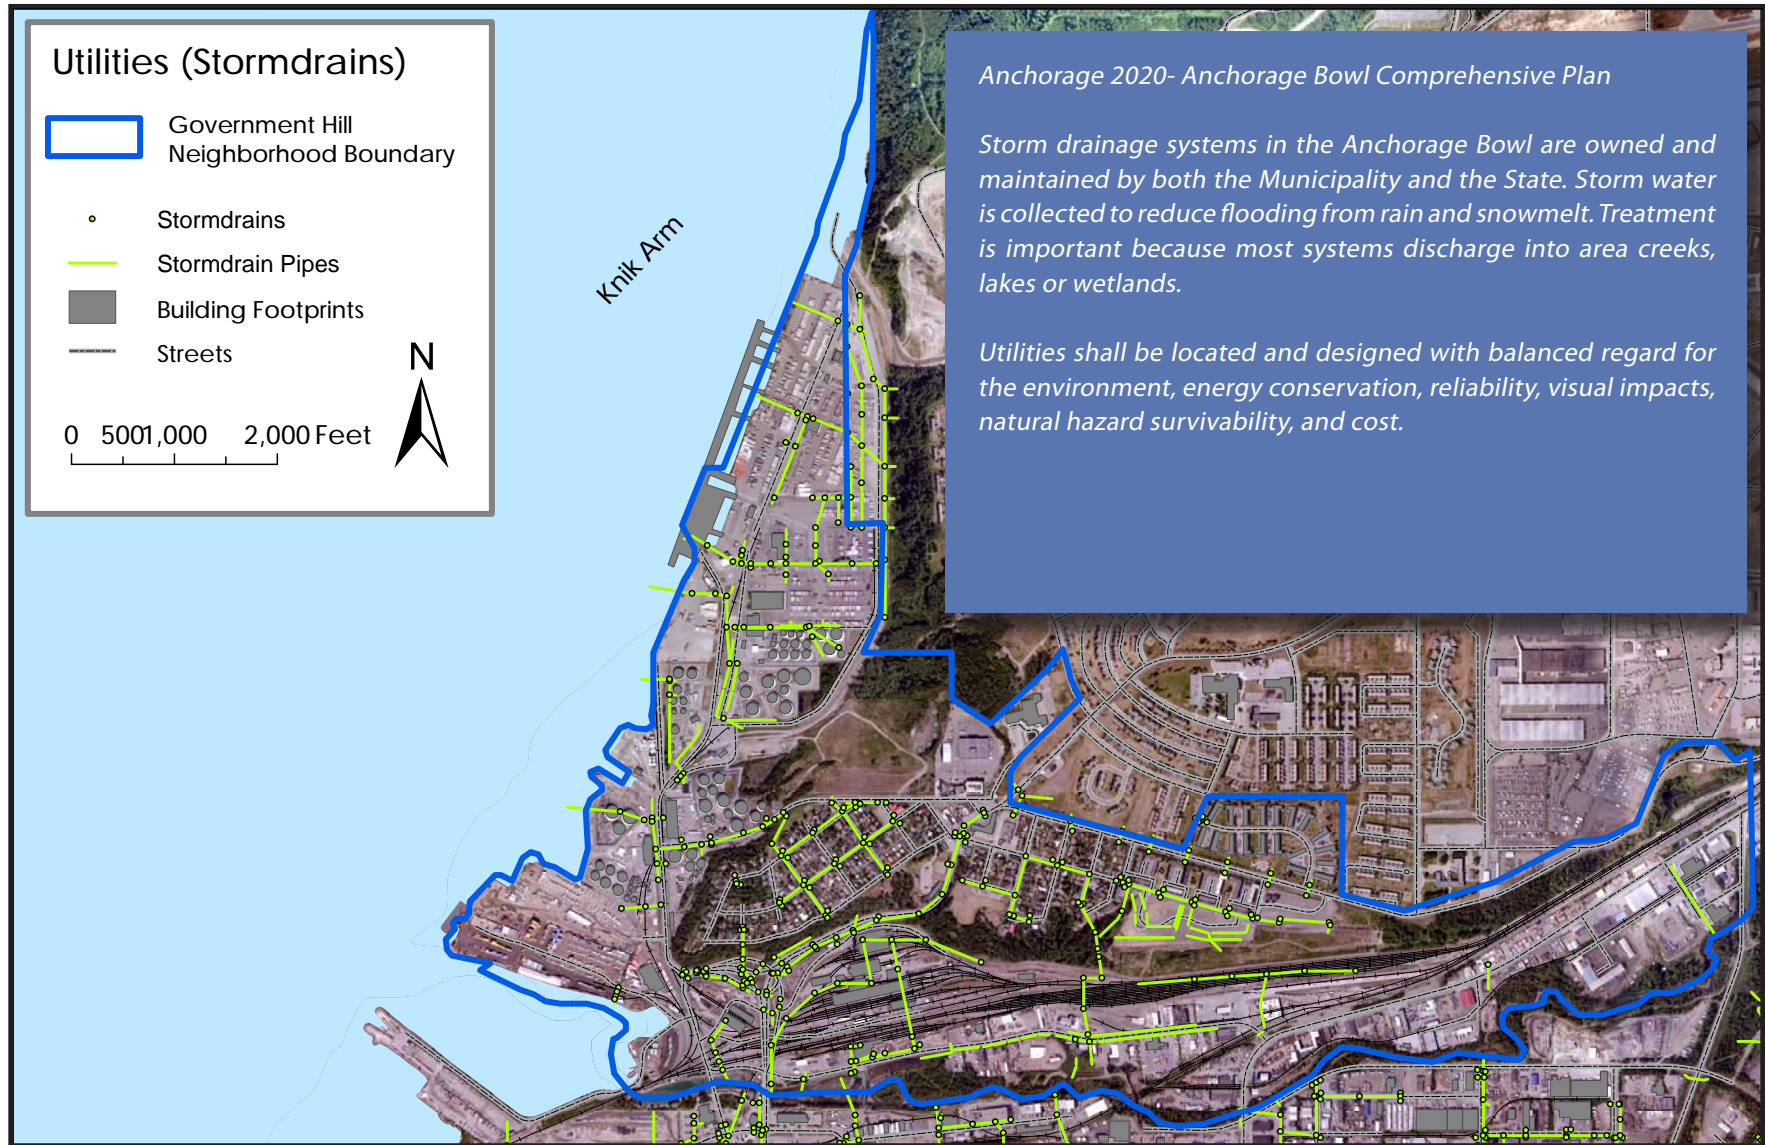 Utilities (Stormdrains)
Government Hill
Neighborhood Boundary
Stormdrains
Stormdrain Pipes
Building Footprints
Streets
N
0 500 1,000 2,000 Feet
Knik Arm
Anchorage 2020- Anchorage Bowl Comprehensive Plan
Storm drainage systems in the Anchorage Bowl are owned and
maintained by both the Municipality and the State. Storm water
is collected to reduce flooding from rain and snowmelt. Treatment
is important because most systems discharge into area creeks,
lakes or wetlands.
Utilities shall be located and designed with balanced regard for
the environment, energy conservation, reliability, visual impacts,
natural hazard survivability, and cost.